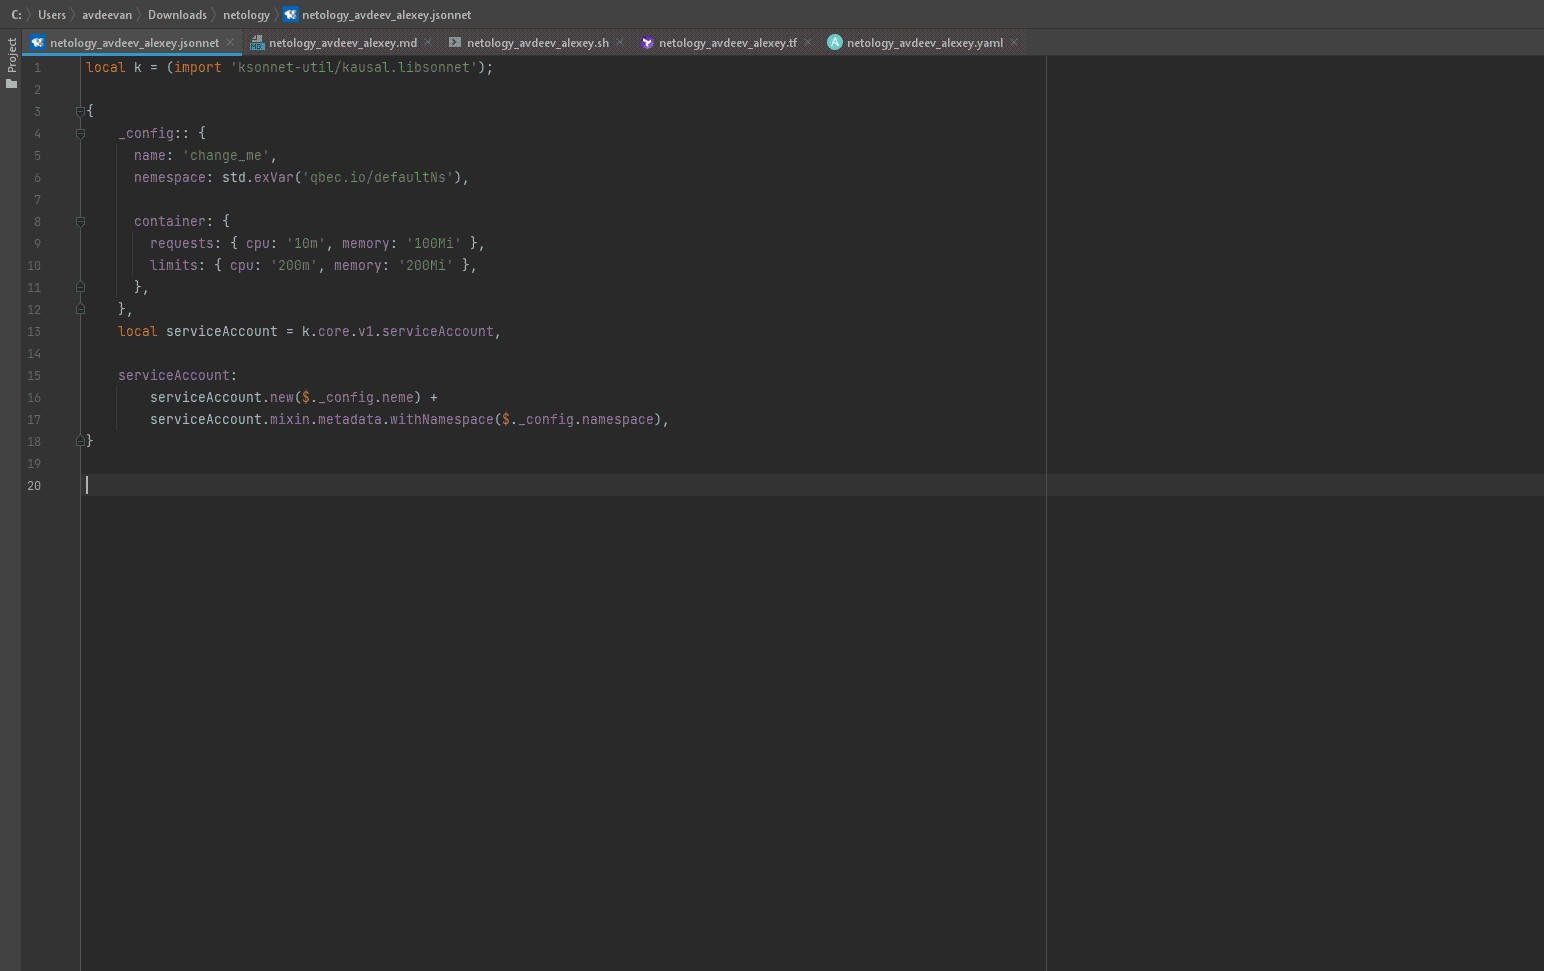 C: Users avdeevan Downloads netology netology_avdeev_alexey.jsonnet
netology_avdeev_alexey.jsonnet netology_avdeev_alexey.md netology_avdeev_alexey.sh netology_avdeev_alexey.tf netology_avdeev_alexey.yaml
Project
1 local k = (import 'ksonnet-util/kausal.libsonnet');
2
3 {
4 _config:: {
5 name: 'change_me',
6 nemespace: std.exVar('qbec.io/defaultNs'),
7
8 container: {
9 requests: { cpu: '10m', memory: '100Mi' },
10 limits: { cpu: '200m', memory: '200Mi' },
11 },
12 },
13 local serviceAccount = k.core.v1.serviceAccount,
14
15 serviceAccount:
16 serviceAccount.new($._config.neme) +
17 serviceAccount.mixin.metadata.withNamespace($._config.namespace),
18 }
19
20